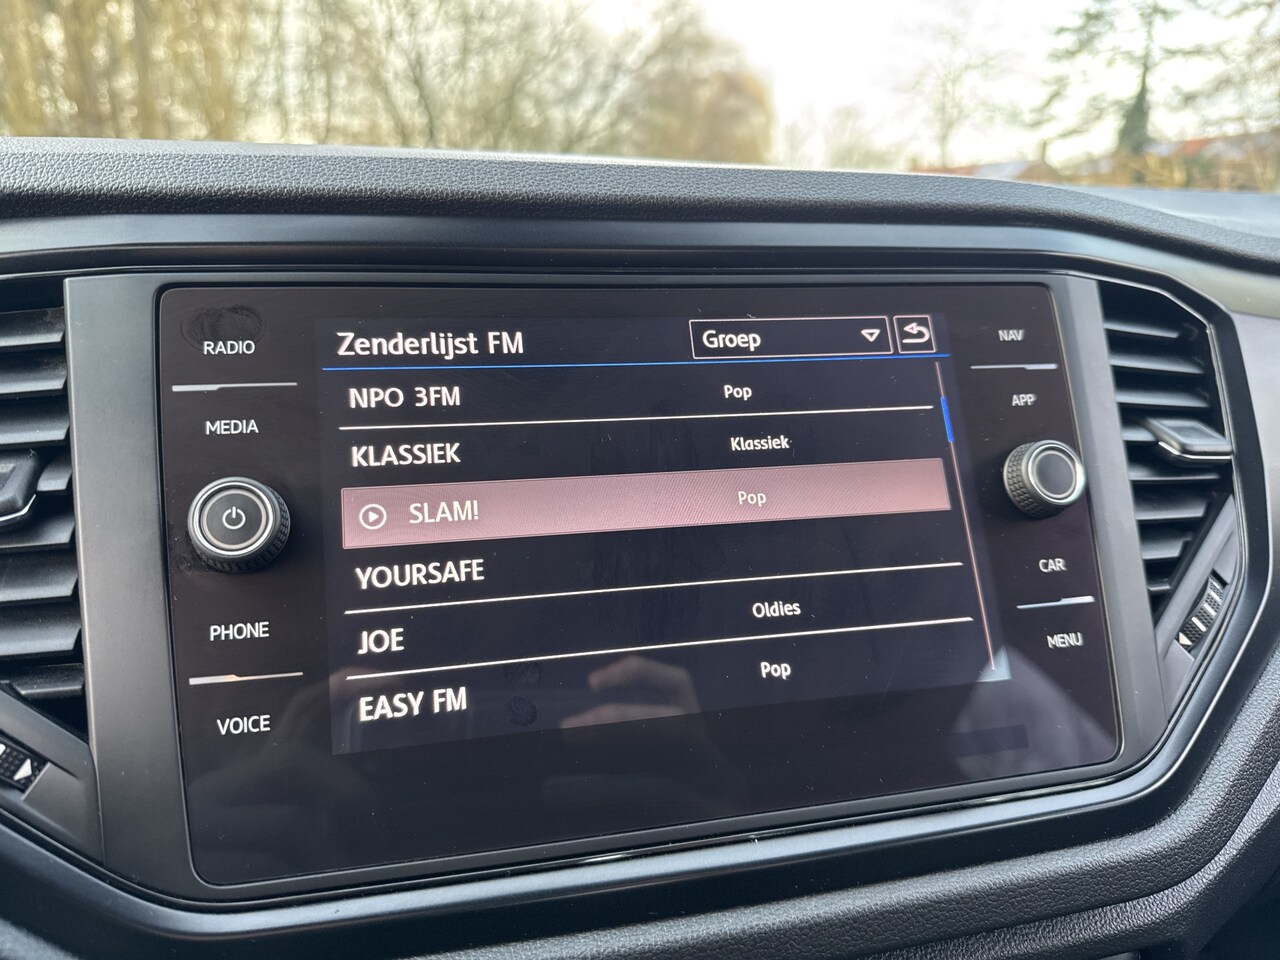 RADIO
MEDIA
PHONE
VOICE
Zenderlijst FM Groep
NPO 3FM Pop
KLASSIEK Klassiek
SLAM! Pop
YOURSAFE
JOE Oldies
EASY FM Pop
NAV
APP
CAR
MENU